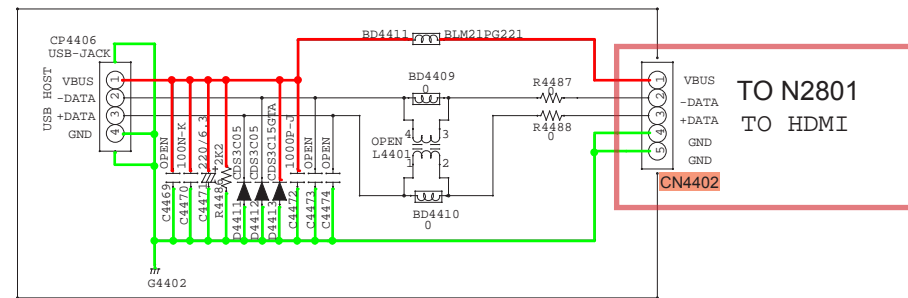 CP4406
USB-JACK
USB HOST
VBUS
-DATA
+DATA
GND
1
2
3
4
BD4411
BLM21PG221
BD4409
0
R4487
0
R4488
0
OPEN
L4401
4
3
1
2
BD4410
0
OPEN
C4469
100N-K
C4470
220/6.3
C4471
2K2
R4486
CDS3C05
D4411
CDS3C05
D4412
CDS3C15GTA
D4413
1000P-J
C4472
OPEN
C4473
OPEN
C4474
G4402
1
2
3
4
5
VBUS
-DATA
+DATA
GND
GND
CN4402
TO N2801
TO HDMI